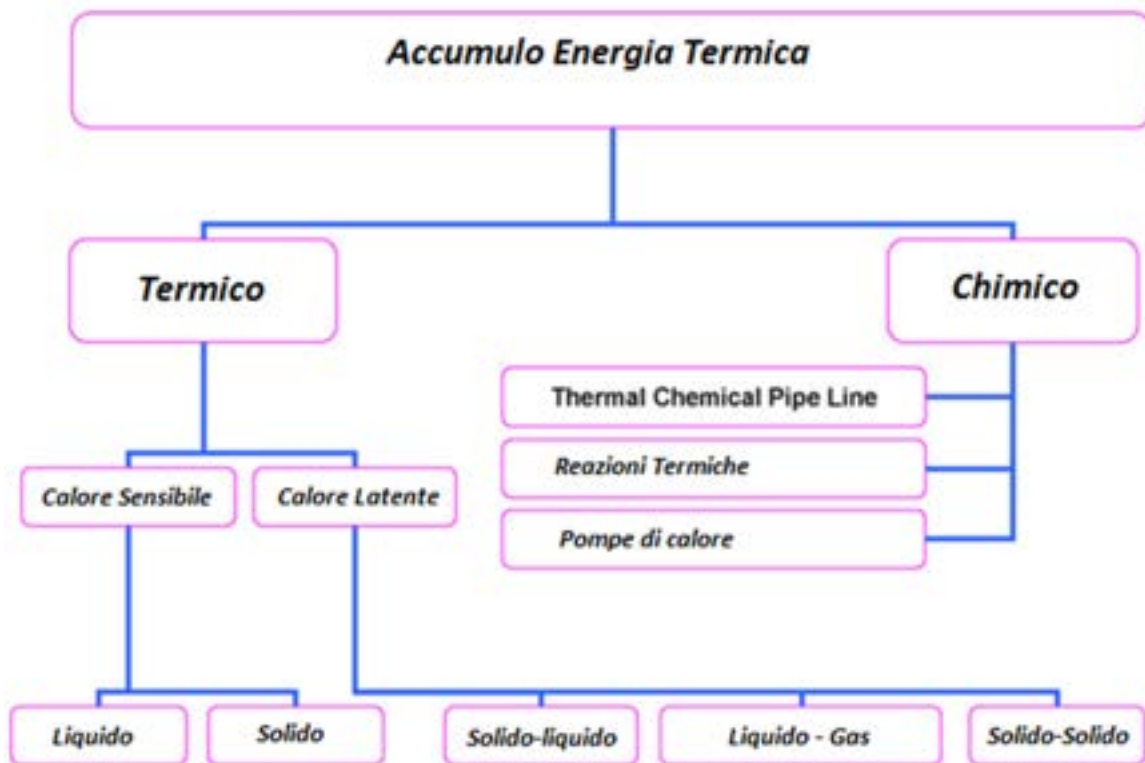 Accumulo Energia Termica
Termico
Chimico
Thermal Chemical Pipe Line
Reazioni Termiche
Pompe di calore
Calore Sensibile
Calore Latente
Liquido
Solido
Solido-liquido
Liquido - Gas
Solido-Solido